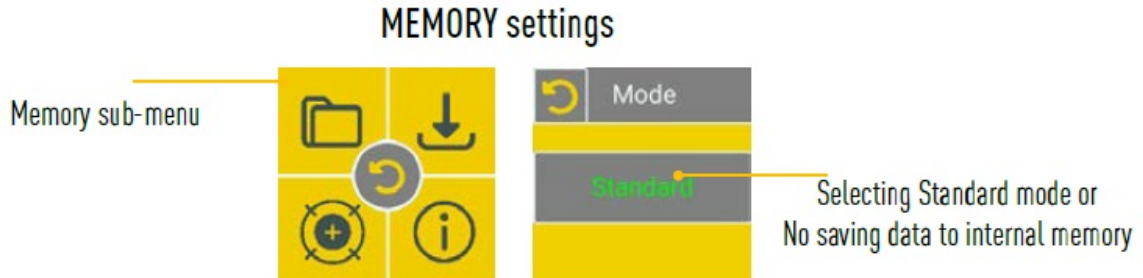 MEMORY settings
Memory sub-menu
Mode
Standard
Selecting Standard mode or
No saving data to internal memory